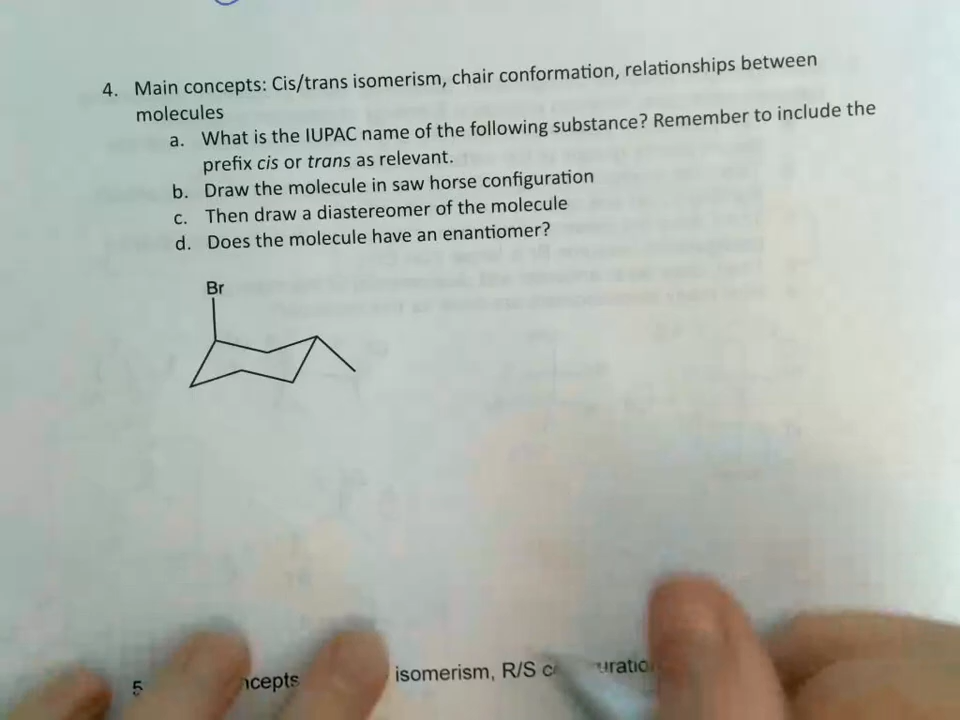 4. Main concepts: Cis/trans isomerism, chair conformation, relationships between
molecules
a. What is the IUPAC name of the following substance? Remember to include the
prefix cis or trans as relevant.
b. Draw the molecule in saw horse configuration
c. Then draw a diastereomer of the molecule
d. Does the molecule have an enantiomer?
Br
5 isomerism, R/S